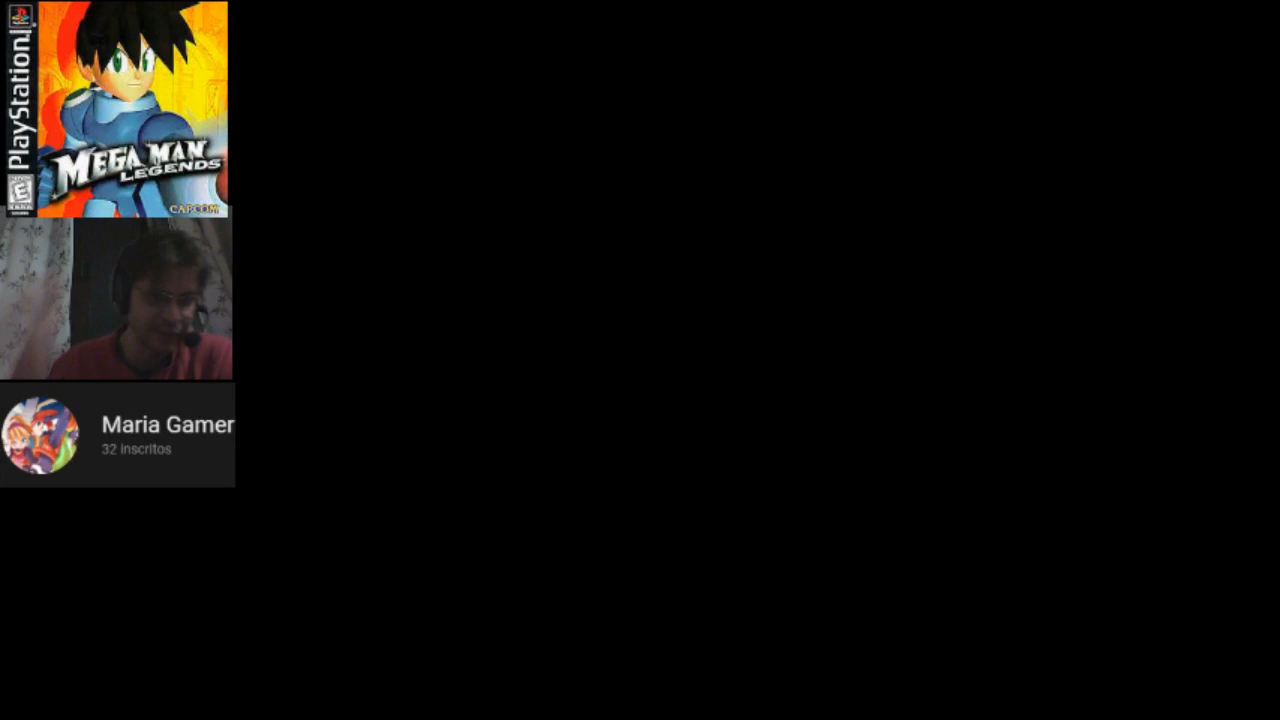 PlayStation
MEGA MAN
LEGENDS
E
CAPCOM
Maria Gamer
32 inscritos